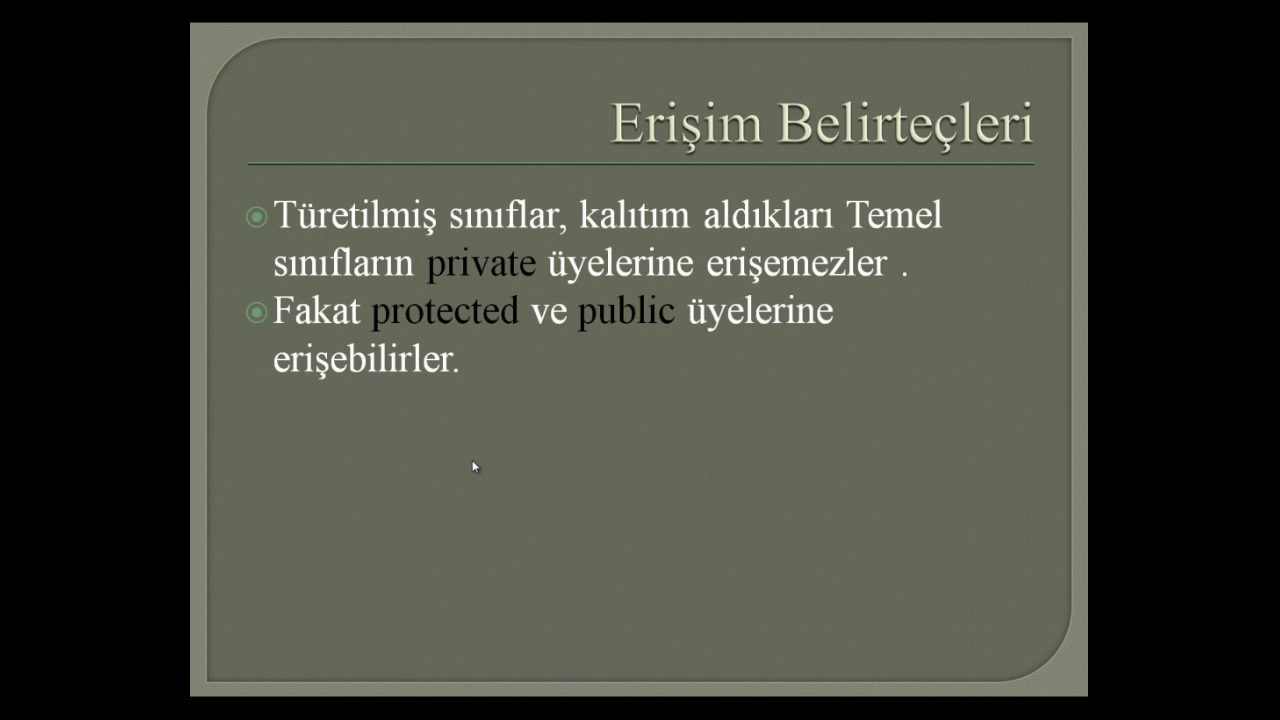 Erişim Belirteçleri
Türetilmiş sınıflar, kalıtım aldıkları Temel
sınıfların private üyelerine erişemezler .
Fakat protected ve public üyelerine
erişebilirler.